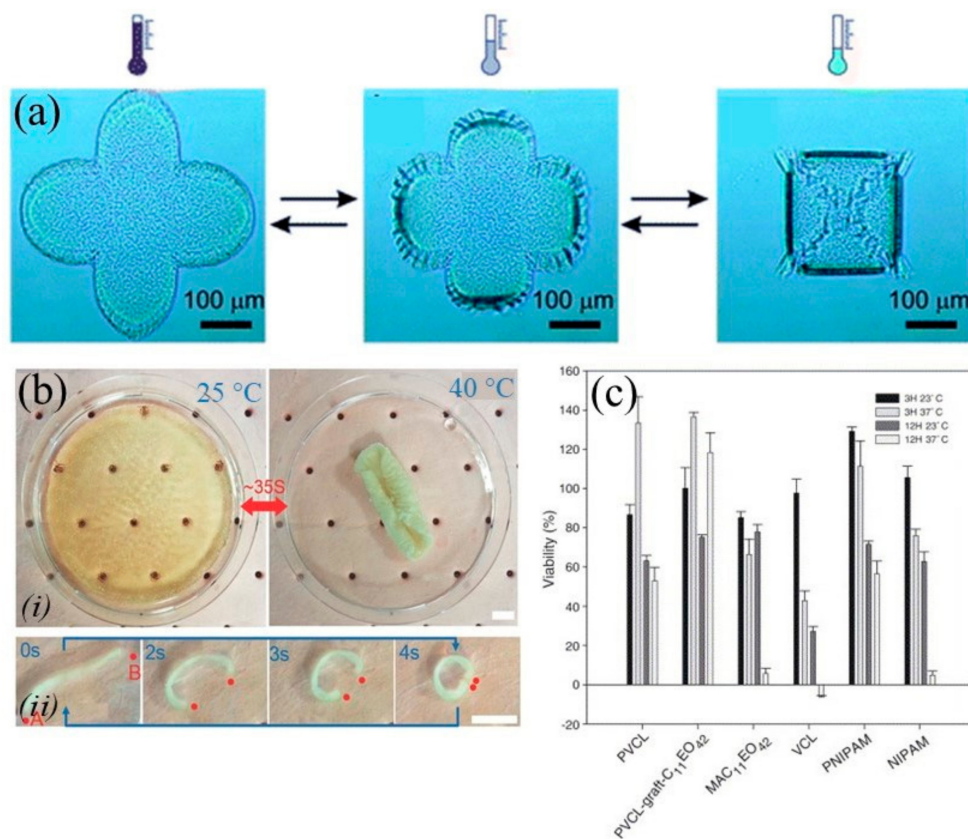 (a)
100 μm
100 μm
100 μm
(b)
25 °C
40 °C
~35S
(i)
0s
2s
3s
4s
B
A
(ii)
(c)
160
140
120
100
80
60
40
20
0
-20
Viability (%)
3H 23°C
3H 37°C
12H 23°C
12H 37°C
PVCL
PVCL-graft-C₁₁EO₄₂
MAC₁₁EO₄₂
VCL
PNIPAM
NIPAM